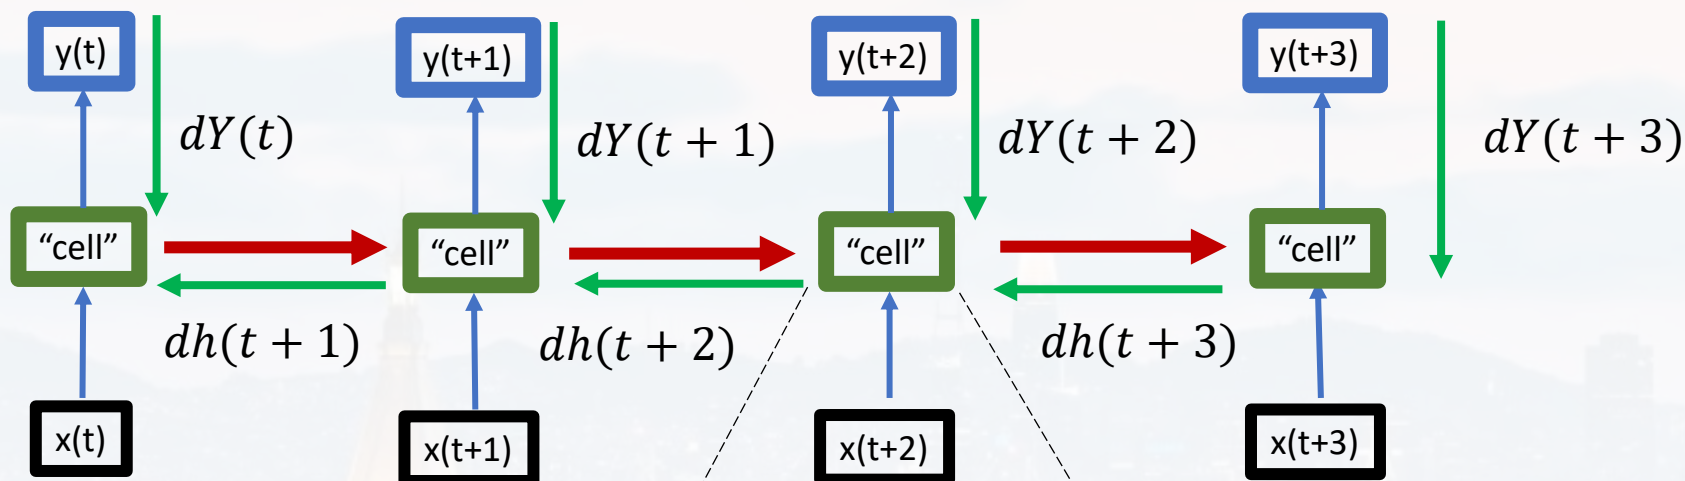 y(t)
y(t+1)
y(t+2)
y(t+3)
dY(t)
dY(t + 1)
dY(t + 2)
dY(t + 3)
“cell”
“cell”
“cell”
“cell”
dh(t + 1)
dh(t + 2)
dh(t + 3)
x(t)
x(t+1)
x(t+2)
x(t+3)